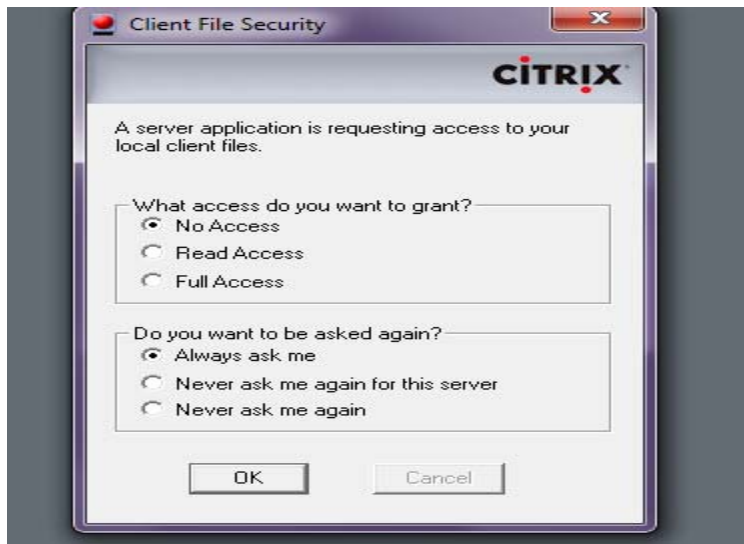 Client File Security
CİTRIX
A server application is requesting access to your
local client files.
What access do you want to grant?
No Access
Read Access
Full Access
Do you want to be asked again?
Always ask me
Never ask me again for this server
Never ask me again
OK
Cancel